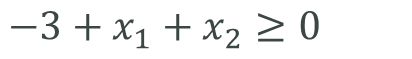 −3 + x₁ + x₂ ≥ 0